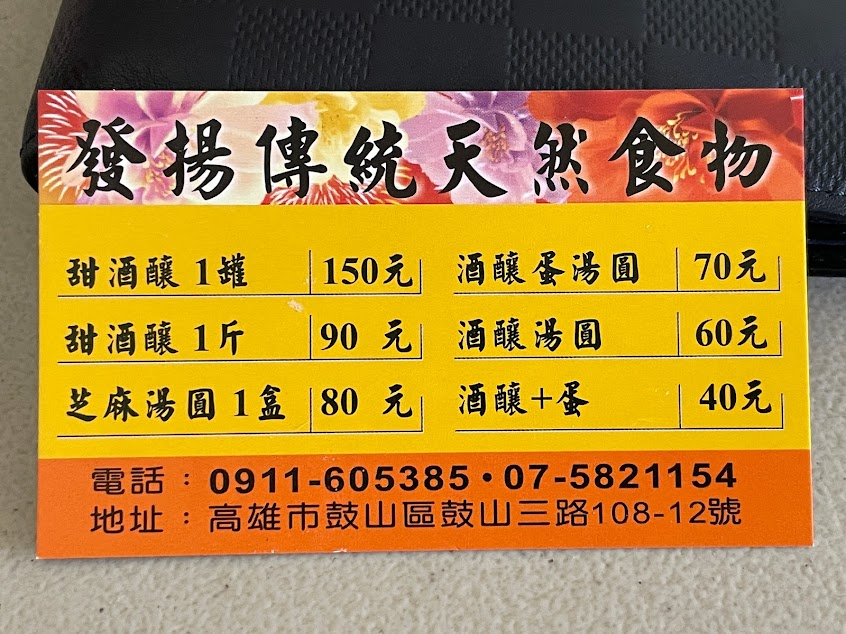 發揚傳統天然食物
甜酒釀 1罐 150元
甜酒釀 1斤 90 元
芝麻湯圓 1盒 80 元
酒釀蛋湯圓 70元
酒釀湯圓 60元
酒釀+蛋 40元
電話：0911-605385•07-5821154
地址：高雄市鼓山區鼓山三路108-12號